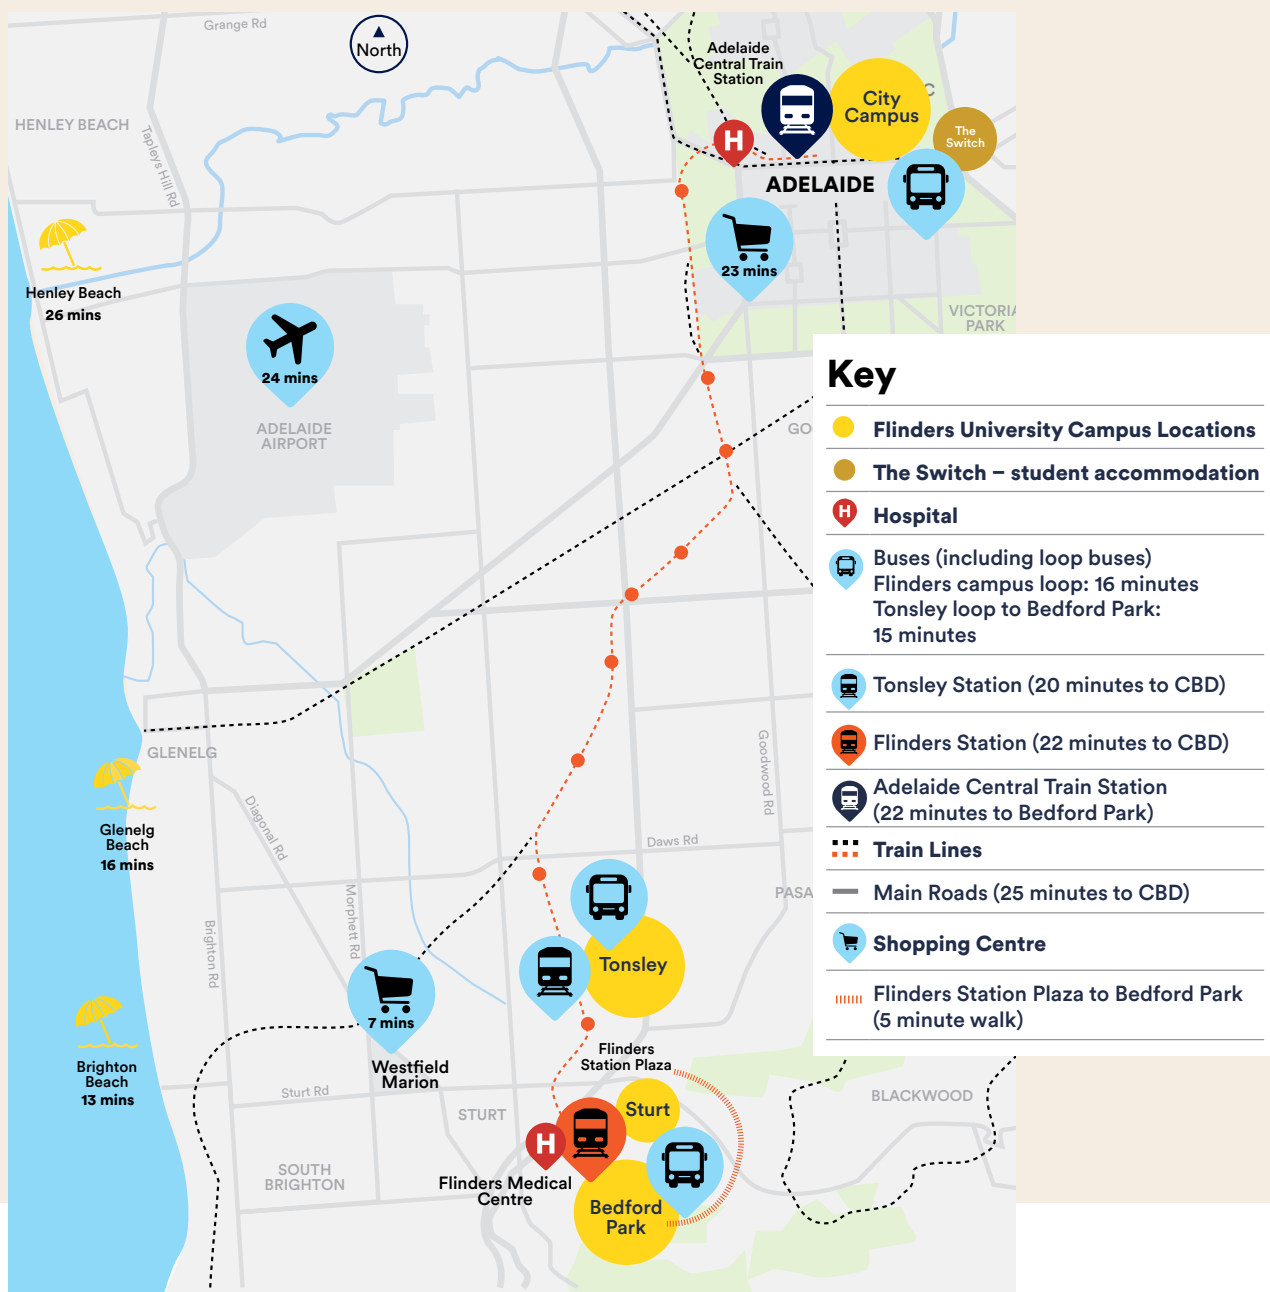 Grange Rd
North
Adelaide
Central Train
Station
City
Campus
C
The
Switch
HENLEY BEACH
Tapleys Hill Rd
H
ADELAIDE
23 mins
Henley Beach
26 mins
24 mins
ADELAIDE
AIRPORT
VICTORIA
PARK
GO
GLENELG
Glenelg
Beach
16 mins
Diagonal Rd
Goodwood Rd
Daws Rd
PASA
Morphett Rd
Brighton Rd
Tonsley
7 mins
Westfield
Marion
Brighton
Beach
13 mins
Flinders
Station Plaza
Sturt Rd
STURT
Sturt
H
BLACKWOOD
SOUTH
BRIGHTON
Flinders Medical
Centre
Bedford
Park
Key
Flinders University Campus Locations
The Switch – student accommodation
H
Hospital
Buses (including loop buses)
Flinders campus loop: 16 minutes
Tonsley loop to Bedford Park:
15 minutes
Tonsley Station (20 minutes to CBD)
Flinders Station (22 minutes to CBD)
Adelaide Central Train Station
(22 minutes to Bedford Park)
Train Lines
Main Roads (25 minutes to CBD)
Shopping Centre
Flinders Station Plaza to Bedford Park
(5 minute walk)